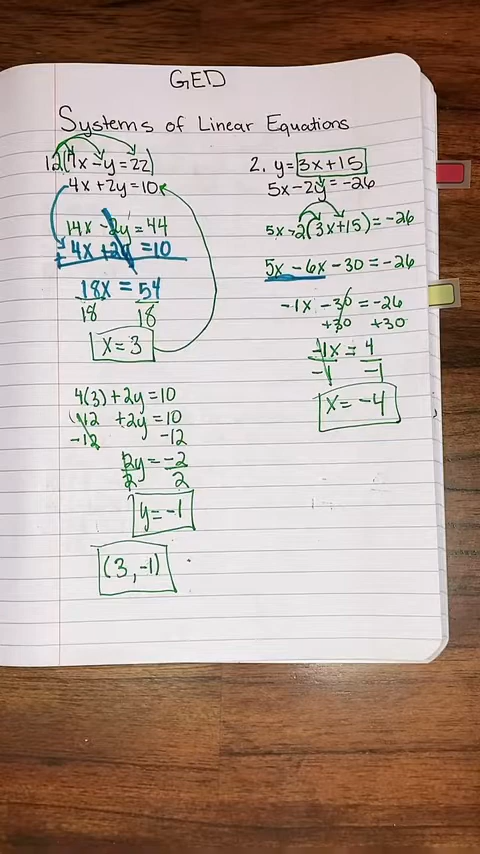 GED
Systems of Linear Equations
12(7x - y = 22)
4x + 2y = 10
14x - 2y = 44
+ 4x + 2y = 10
18x = 54
18 18
x = 3
4(3) + 2y = 10
12 + 2y = 10
-12 -12
2y = -2
2 2
y = -1
(3, -1)
2. y = 3x + 15
5x - 2y = -26
5x - 2(3x + 15) = -26
5x - 6x - 30 = -26
-1x - 30 = -26
+30 +30
-1x = 4
-1 -1
x = -4